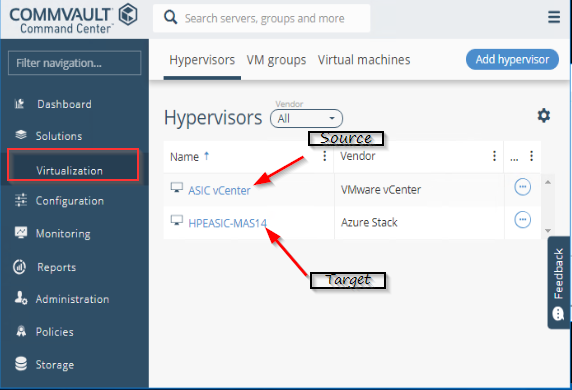 COMMVAULT
Command Center™
Search servers, groups and more
Filter navigation...
Dashboard
Solutions
Virtualization
Configuration
Monitoring
Reports
Administration
Policies
Storage
Hypervisors VM groups Virtual machines Add hypervisor
Hypervisors
Vendor
All
Source
Name ↑ Vendor ...
ASIC vCenter VMware vCenter
HPEASIC-MAS14 Azure Stack
Target
Feedback